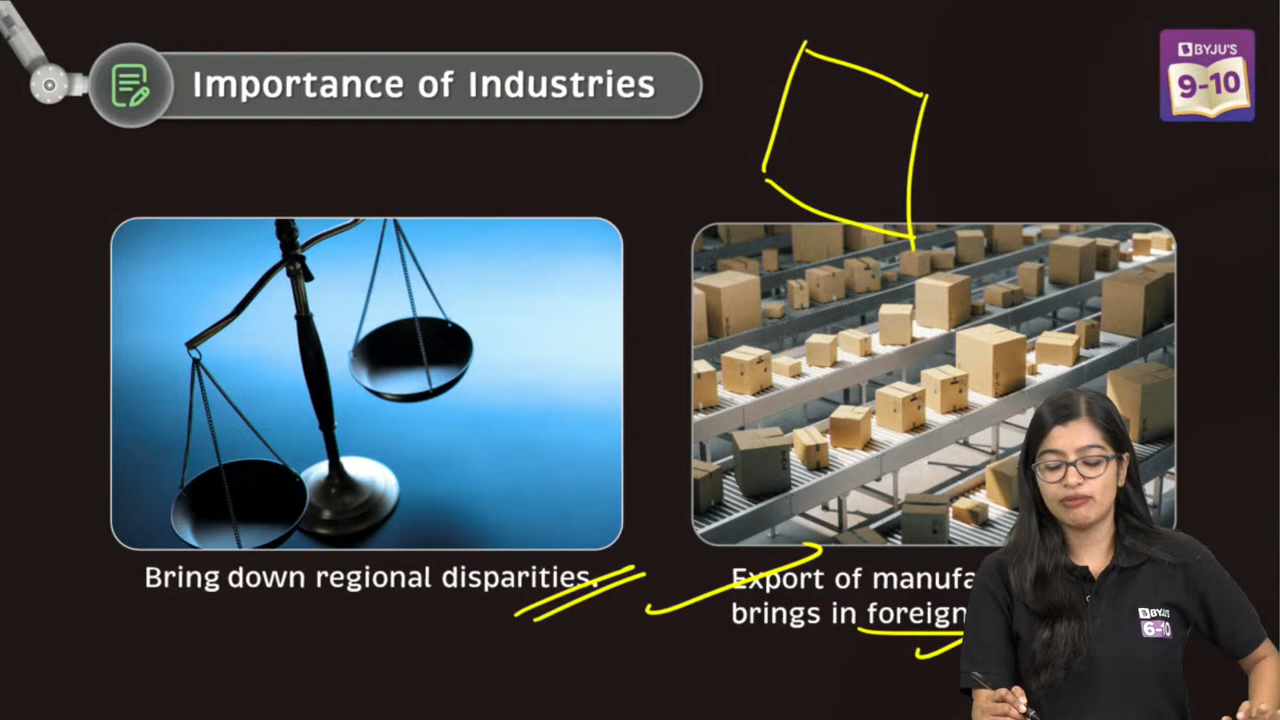 Importance of Industries
BYJU'S
9-10
Bring down regional disparities.
Export of manufa
brings in foreign
BYJU'S
6-10